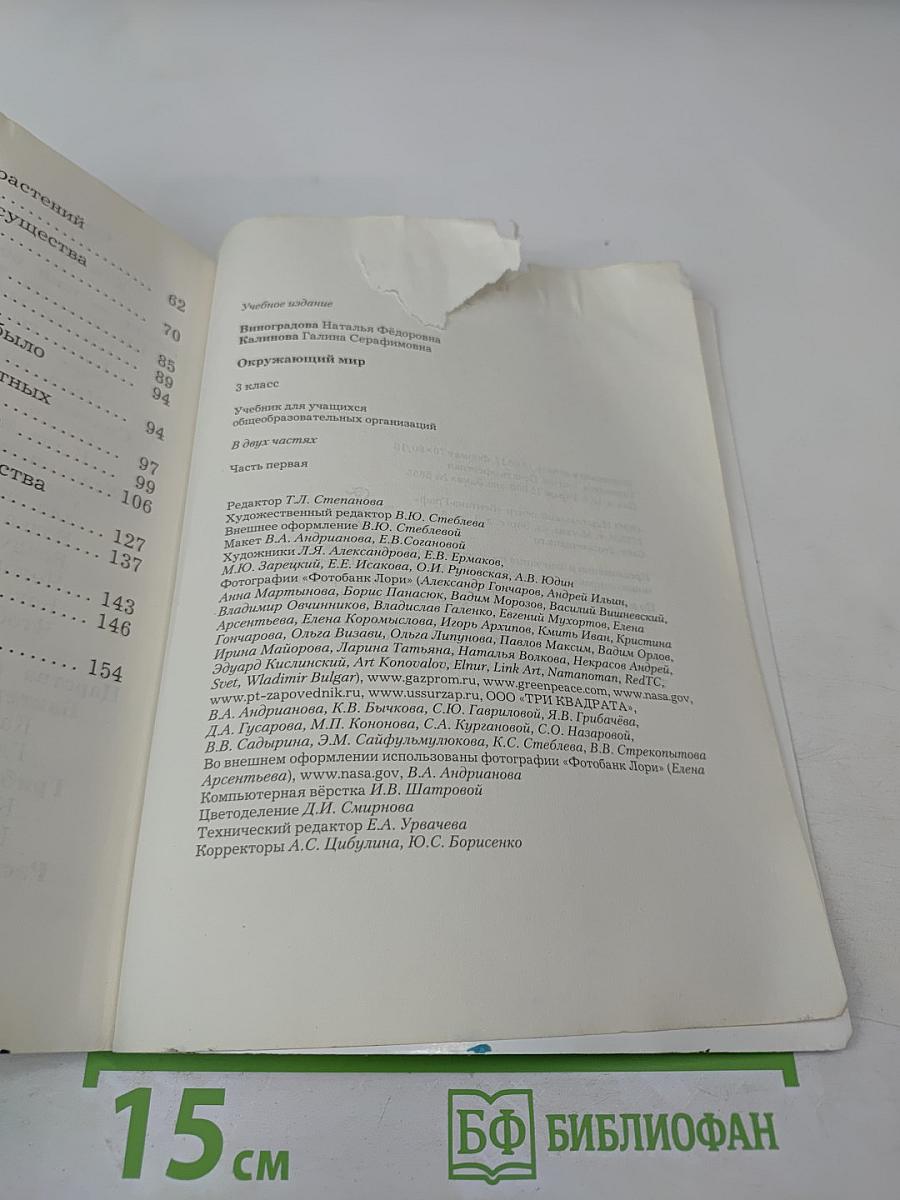 растений
существа
62
70
было
85
89
94
94
97
99
106
127
137
143
146
154
Учебное издание
Виноградова Наталья Фёдоровна
Калинова Галина Серафимовна
Окружающий мир
3 класс
Учебник для учащихся
общеобразовательных организаций
В двух частях
Часть первая
Редактор Т.Л. Степанова
Художественный редактор В.Ю. Стеблева
Внешнее оформление В.Ю. Стеблевой
Макет В.А. Андрианова, Е.В.Согановой
Художники Л.Я. Александрова, Е.В. Ермаков,
М.Ю. Зарецкий, Е.Е. Исакова, О.И. Руновская, А.В. Юдин
Фотографии «Фотобанк Лори» (Александр Гончаров, Андрей Ильин,
Анна Мартынова, Борис Панасюк, Вадим Морозов, Василий Вишневский,
Владимир Овчинников, Владислав Галенко, Евгений Мухортов, Елена
Арсентьева, Елена Коромыслова, Игорь Архипов, Кмить Иван, Кристина
Гончарова, Ольга Визави, Ольга Липунова, Павлов Максим, Вадим Орлов,
Ирина Майорова, Ларина Татьяна, Наталья Волкова, Некрасов Андрей,
Эдуард Кислинский, Art Konovalov, Elnur, Link Art, Natanoman, RedTC,
Svet, Wladimir Bulgar), www.gazprom.ru, www.greenpeace.com, www.nasa.gov,
www.pt-zapovednik.ru, www.ussurzap.ru, ООО «ТРИ КВАДРАТА»,
В.А. Андрианова, К.В. Бычкова, С.Ю. Гавриловой, Я.В. Грибачёва,
Д.А. Гусарова, М.П. Кононова, С.А. Кургановой, С.О. Назаровой,
В.В. Садырина, Э.М. Сайфульмулюкова, К.С. Стеблева, В.В. Стрекопытова
Во внешнем оформлении использованы фотографии «Фотобанк Лори» (Елена
Арсентьева), www.nasa.gov, В.А. Андрианова
Компьютерная вёрстка И.В. Шатровой
Цветоделение Д.И. Смирнова
Технический редактор Е.А. Урвачева
Корректоры А.С. Цибулина, Ю.С. Борисенко
15 см
БФ БИБЛИОФАН